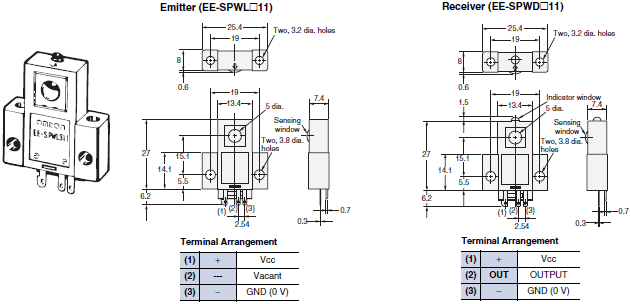 Emitter (EE-SPWL□11)
25.4
19
Two, 3.2 dia. holes
8
0.6
19
13.4
5 dia.
7.4
Sensing
window
Two, 3.8 dia.
holes
27
15.1
14.1
5.5
6.2
(1) (2) (3)
2.54
0.3
0.7
OMRON
EE-SPWL311
Terminal Arrangement
(1) + Vcc
(2) --- Vacant
(3) – GND (0 V)
Receiver (EE-SPWD□11)
25.4
19
Two, 3.2 dia. holes
8
0.6
1.5
19
13.4
Indicator window
5 dia.
7.4
Sensing
window
Two, 3.8 dia.
holes
27
15.1
14.1
5.5
6.2
(1) (2) (3)
2.54
0.3
0.7
Terminal Arrangement
(1) + Vcc
(2) OUT OUTPUT
(3) – GND (0 V)